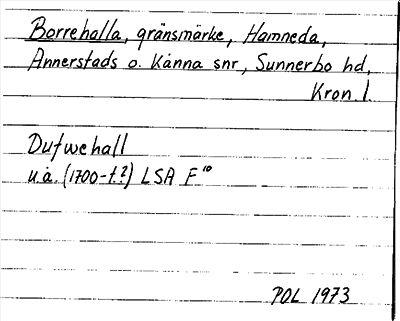 Borrehalla, gränsmärke, Hamneda,
Annerstads o. Kånna snr, Sunnerbo hd,
Kron. l.
Dufwehall
u.å. (1700-t.?) LSA F¹⁰
POL 1973